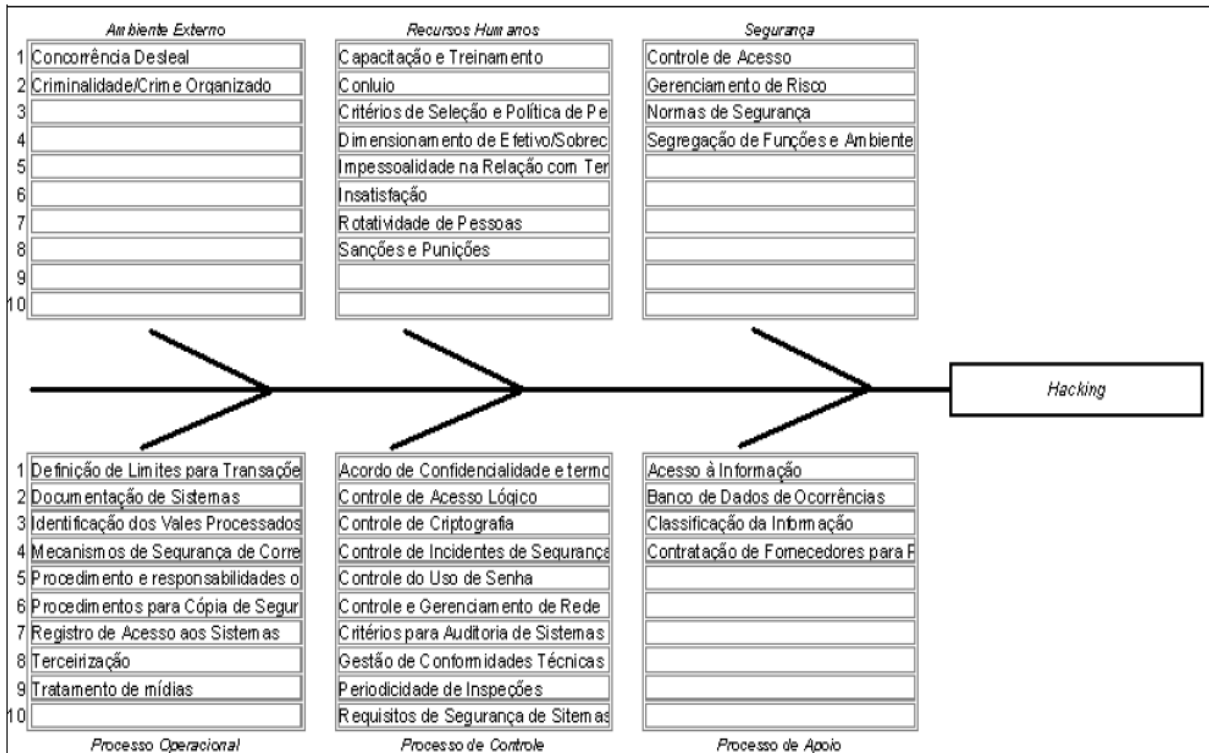 Ambiente Externo
1 Concorrência Desleal
2 Criminalidade/Crime Organizado
3
4
5
6
7
8
9
10
Recursos Humanos
Capacitação e Treinamento
Conluio
Critérios de Seleção e Política de Pe
Dimensionamento de Efetivo/Sobrec
Impessoalidade na Relação com Ter
Insatisfação
Rotatividade de Pessoas
Sanções e Punições
Segurança
Controle de Acesso
Gerenciamento de Risco
Normas de Segurança
Segregação de Funções e Ambiente
Hacking
1 Definição de Limites para Transaçõe
2 Documentação de Sistemas
3 Identificação dos Vales Processados
4 Mecanismos de Segurança de Corre
5 Procedimento e responsabilidades o
6 Procedimentos para Cópia de Segur
7 Registro de Acesso aos Sistemas
8 Terceirização
9 Tratamento de mídias
10
Processo Operacional
Acordo de Confidencialidade e termo
Controle de Acesso Lógico
Controle de Criptografia
Controle de Incidentes de Segurança
Controle do Uso de Senha
Controle e Gerenciamento de Rede
Critérios para Auditoria de Sistemas
Gestão de Conformidades Técnicas
Periodicidade de Inspeções
Requisitos de Segurança de Sitemas
Processo de Controle
Acesso à Informação
Banco de Dados de Ocorrências
Classificação da Informação
Contratação de Fornecedores para P
Processo de Apoio